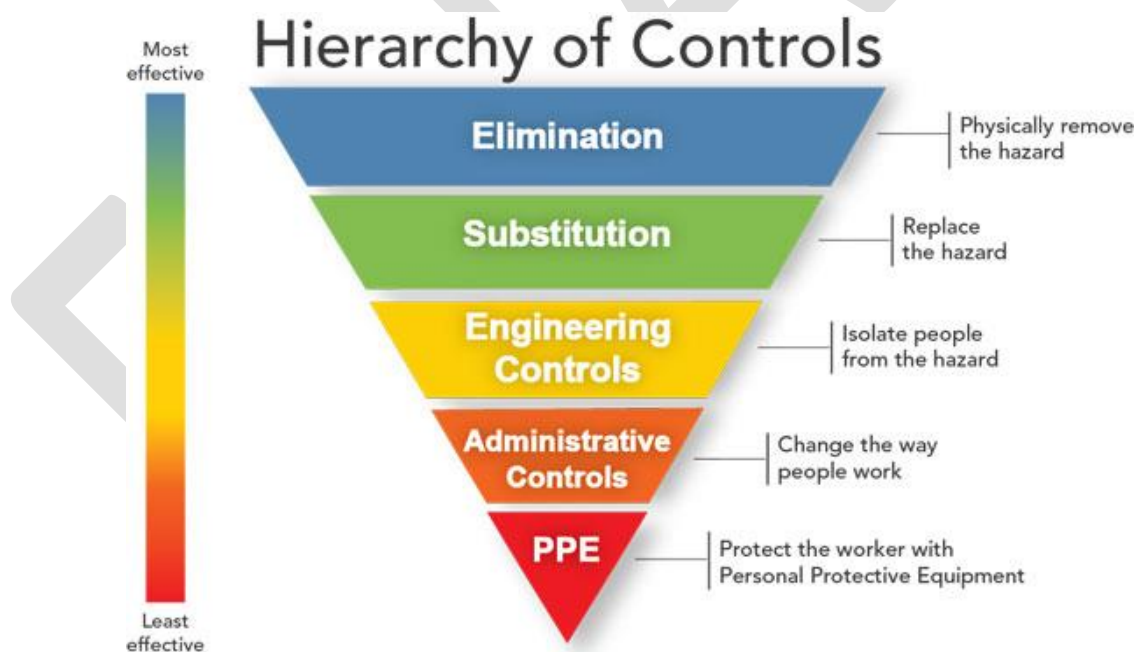 Hierarchy of Controls
Most
effective
Elimination
Physically remove
the hazard
Substitution
Replace
the hazard
Engineering
Controls
Isolate people
from the hazard
Administrative
Controls
Change the way
people work
PPE
Protect the worker with
Personal Protective Equipment
Least
effective